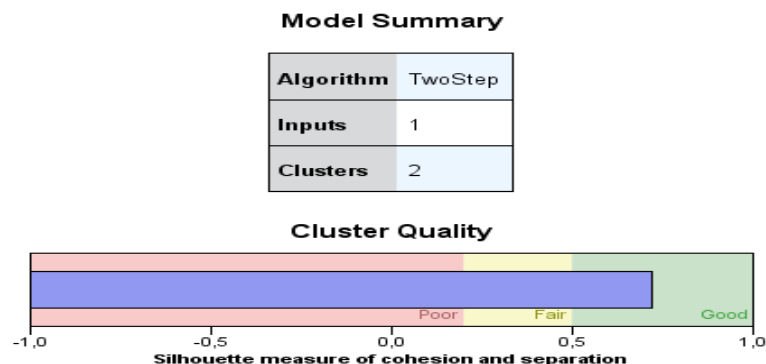 Model Summary
Algorithm TwoStep
Inputs 1
Clusters 2
Cluster Quality
Poor Fair Good
-1,0 -0,5 0,0 0,5 1,0
Silhouette measure of cohesion and separation